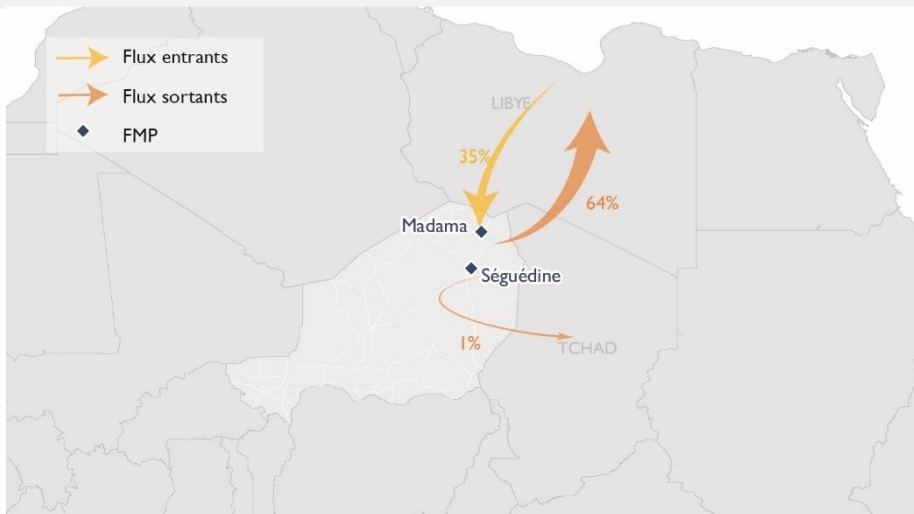 Flux entrants
Flux sortants
FMP
LIBYE
35%
64%
Madama
Séguédine
1%
TCHAD